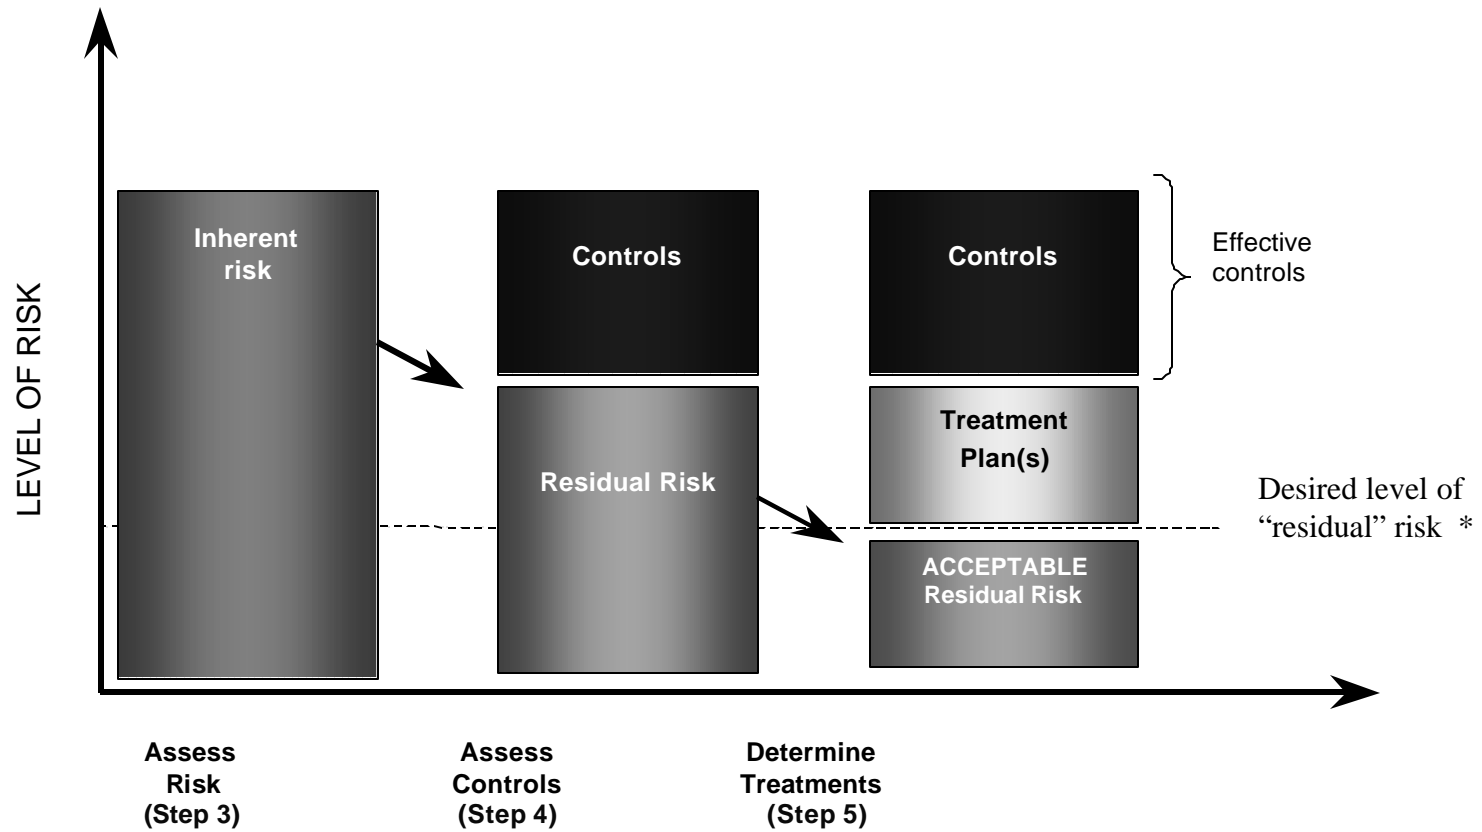 LEVEL OF RISK
Inherent
risk
Controls
Residual Risk
Controls
Treatment
Plan(s)
ACCEPTABLE
Residual Risk
Effective
controls
Desired level of
“residual” risk *
Assess
Risk
(Step 3)
Assess
Controls
(Step 4)
Determine
Treatments
(Step 5)